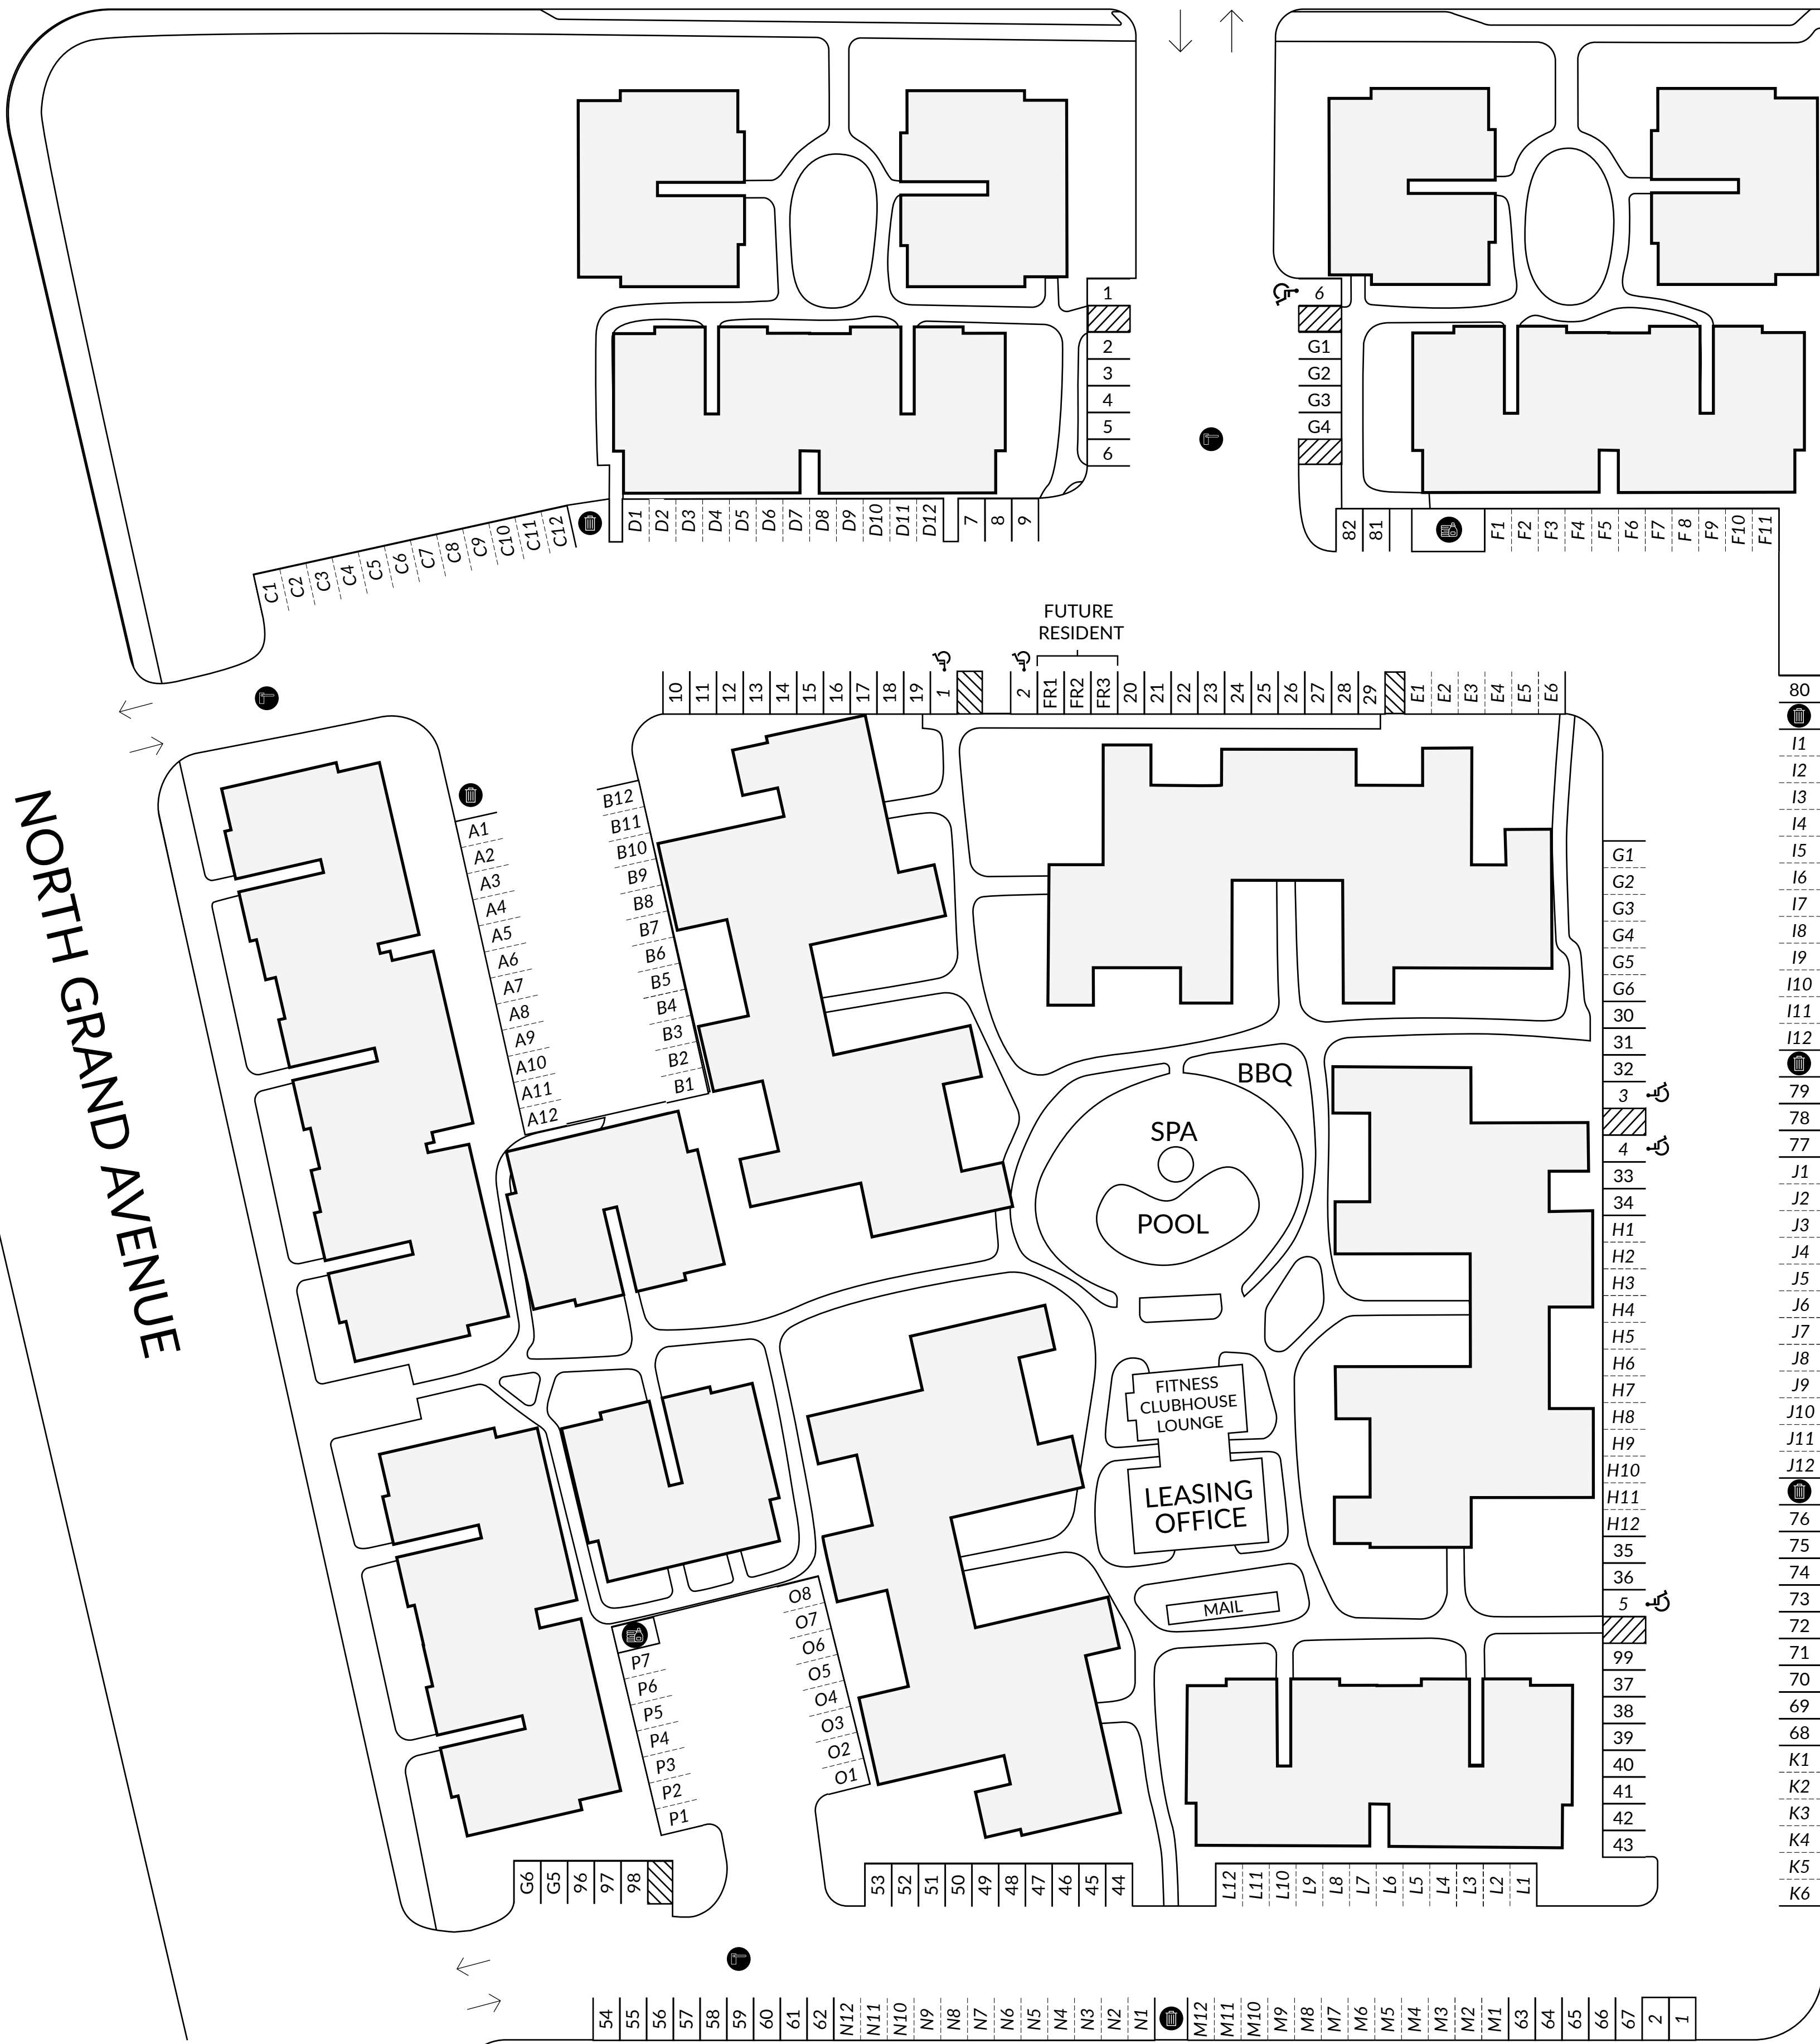 1
2
3
4
5
6
6
G1
G2
G3
G4
C1
C2
C3
C4
C5
C6
C7
C8
C9
C10
C11
C12
D1
D2
D3
D4
D5
D6
D7
D8
D9
D10
D11
D12
7
8
9
82
81
F1
F2
F3
F4
F5
F6
F7
F8
F9
F10
F11
FUTURE
RESIDENT
10
11
12
13
14
15
16
17
18
19
1
2
FR1
FR2
FR3
20
21
22
23
24
25
26
27
28
29
E1
E2
E3
E4
E5
E6
NORTH GRAND AVENUE
A1
A2
A3
A4
A5
A6
A7
A8
A9
A10
A11
A12
B12
B11
B10
B9
B8
B7
B6
B5
B4
B3
B2
B1
BBQ
SPA
POOL
FITNESS
CLUBHOUSE
LOUNGE
LEASING
OFFICE
MAIL
G1
G2
G3
G4
G5
G6
30
31
32
3
4
33
34
H1
H2
H3
H4
H5
H6
H7
H8
H9
H10
H11
H12
35
36
5
99
37
38
39
40
41
42
43
80
I1
I2
I3
I4
I5
I6
I7
I8
I9
I10
I11
I12
79
78
77
J1
J2
J3
J4
J5
J6
J7
J8
J9
J10
J11
J12
76
75
74
73
72
71
70
69
68
K1
K2
K3
K4
K5
K6
O8
O7
O6
O5
O4
O3
O2
O1
P7
P6
P5
P4
P3
P2
P1
G6
G5
96
97
98
53
52
51
50
49
48
47
46
45
44
L12
L11
L10
L9
L8
L7
L6
L5
L4
L3
L2
L1
54
55
56
57
58
59
60
61
62
N12
N11
N10
N9
N8
N7
N6
N5
N4
N3
N2
N1
M12
M11
M10
M9
M8
M7
M6
M5
M4
M3
M2
M1
63
64
65
66
67
2
1